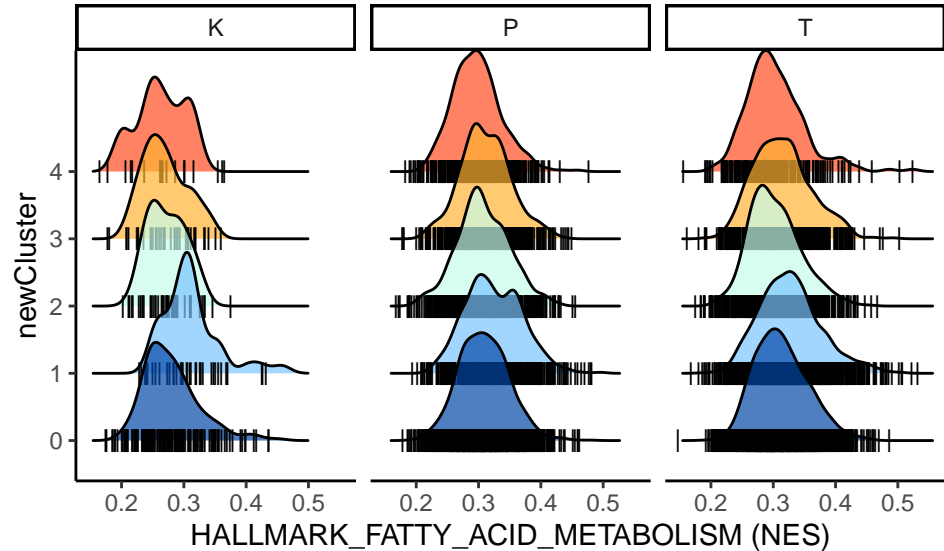 K P T
newCluster
4
3
2
1
0
0.2 0.3 0.4 0.5 0.2 0.3 0.4 0.5 0.2 0.3 0.4 0.5
HALLMARK_FATTY_ACID_METABOLISM (NES)